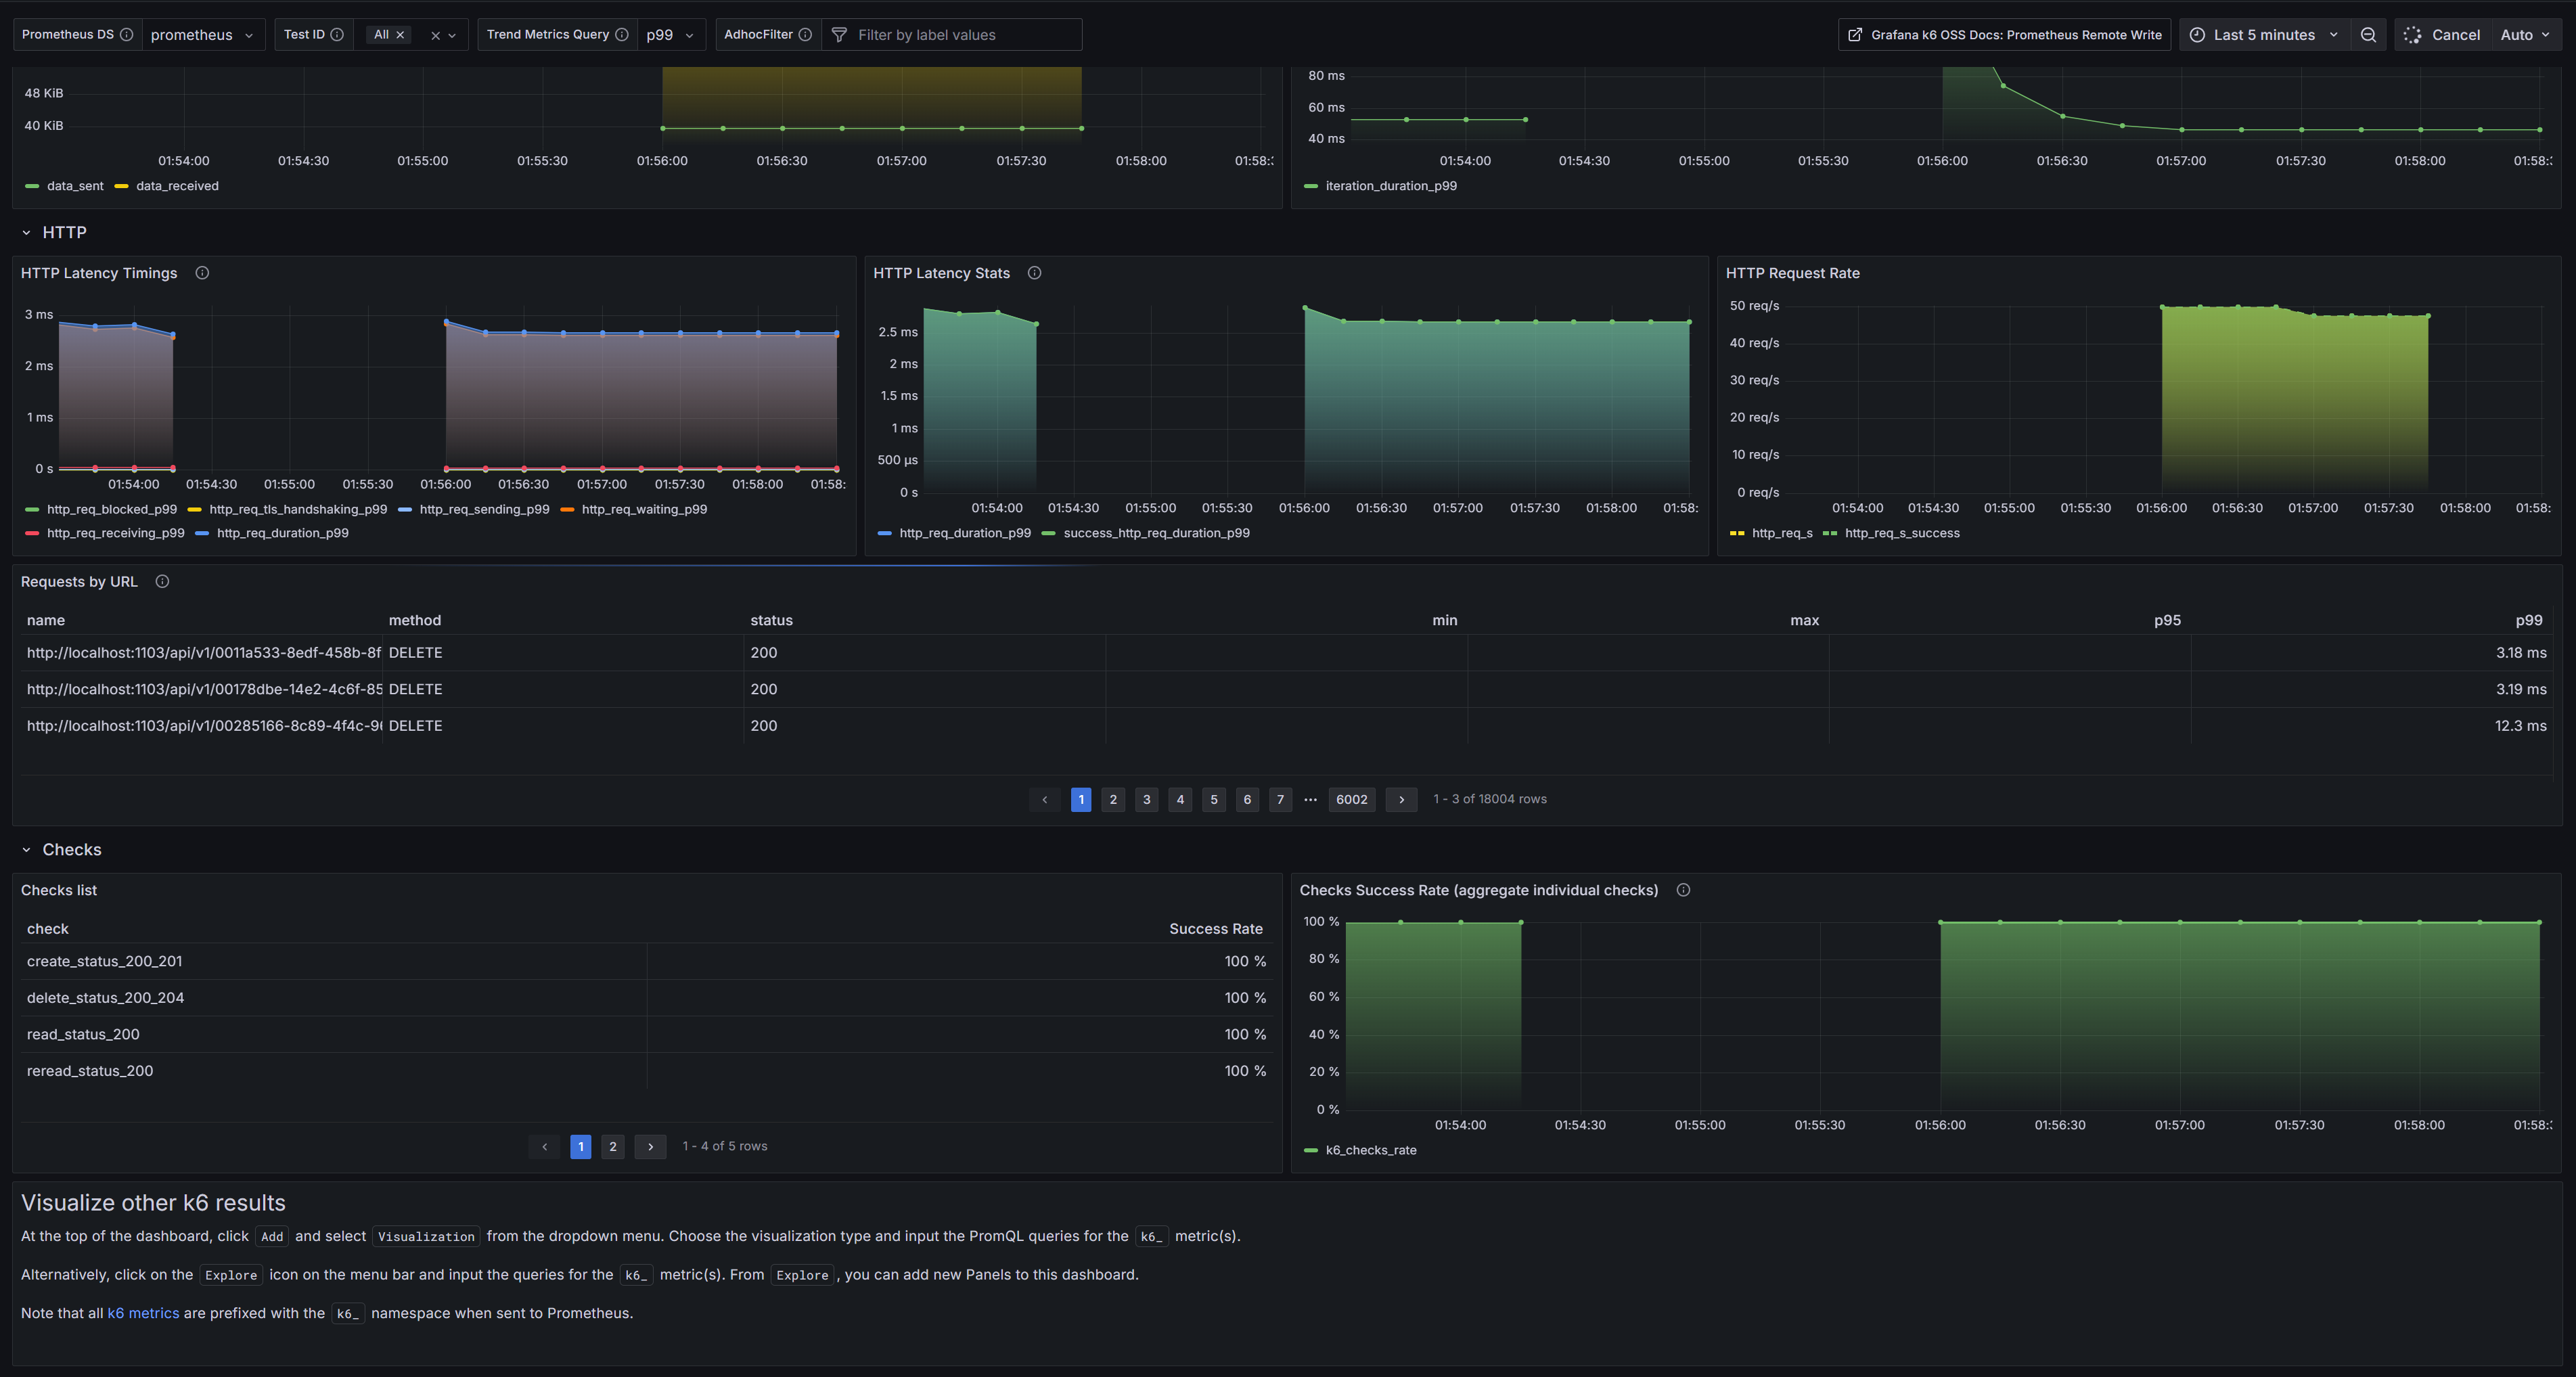 Prometheus DS prometheus Test ID All Trend Metrics Query p99 AdhocFilter Filter by label values Grafana k6 OSS Docs: Prometheus Remote Write Last 5 minutes Cancel Auto
48 KiB
40 KiB
01:54:00 01:54:30 01:55:00 01:55:30 01:56:00 01:56:30 01:57:00 01:57:30 01:58:00 01:58:
data_sent data_received
80 ms
60 ms
40 ms
01:54:00 01:54:30 01:55:00 01:55:30 01:56:00 01:56:30 01:57:00 01:57:30 01:58:00 01:58:
iteration_duration_p99
HTTP
HTTP Latency Timings
3 ms
2 ms
1 ms
0 s
01:54:00 01:54:30 01:55:00 01:55:30 01:56:00 01:56:30 01:57:00 01:57:30 01:58:00 01:58:
http_req_blocked_p99 http_req_tls_handshaking_p99 http_req_sending_p99 http_req_waiting_p99
http_req_receiving_p99 http_req_duration_p99
HTTP Latency Stats
2.5 ms
2 ms
1.5 ms
1 ms
500 µs
0 s
01:54:00 01:54:30 01:55:00 01:55:30 01:56:00 01:56:30 01:57:00 01:57:30 01:58:00 01:58:
http_req_duration_p99 success_http_req_duration_p99
HTTP Request Rate
50 req/s
40 req/s
30 req/s
20 req/s
10 req/s
0 req/s
01:54:00 01:54:30 01:55:00 01:55:30 01:56:00 01:56:30 01:57:00 01:57:30 01:58:00 01:58:
http_req_s http_req_s_success
Requests by URL
name method status min max p95 p99
http://localhost:1103/api/v1/0011a533-8edf-458b-8f DELETE 200 3.18 ms
http://localhost:1103/api/v1/00178dbe-14e2-4c6f-85 DELETE 200 3.19 ms
http://localhost:1103/api/v1/00285166-8c89-4f4c-9 DELETE 200 12.3 ms
1 2 3 4 5 6 7 ··· 6002 1 - 3 of 18004 rows
Checks
Checks list
check Success Rate
create_status_200_201 100 %
delete_status_200_204 100 %
read_status_200 100 %
reread_status_200 100 %
1 2 1 - 4 of 5 rows
Checks Success Rate (aggregate individual checks)
100 %
80 %
60 %
40 %
20 %
0 %
01:54:00 01:54:30 01:55:00 01:55:30 01:56:00 01:56:30 01:57:00 01:57:30 01:58:00 01:58:
k6_checks_rate
Visualize other k6 results
At the top of the dashboard, click Add and select Visualization from the dropdown menu. Choose the visualization type and input the PromQL queries for the k6_ metric(s).
Alternatively, click on the Explore icon on the menu bar and input the queries for the k6_ metric(s). From Explore, you can add new Panels to this dashboard.
Note that all k6 metrics are prefixed with the k6_ namespace when sent to Prometheus.